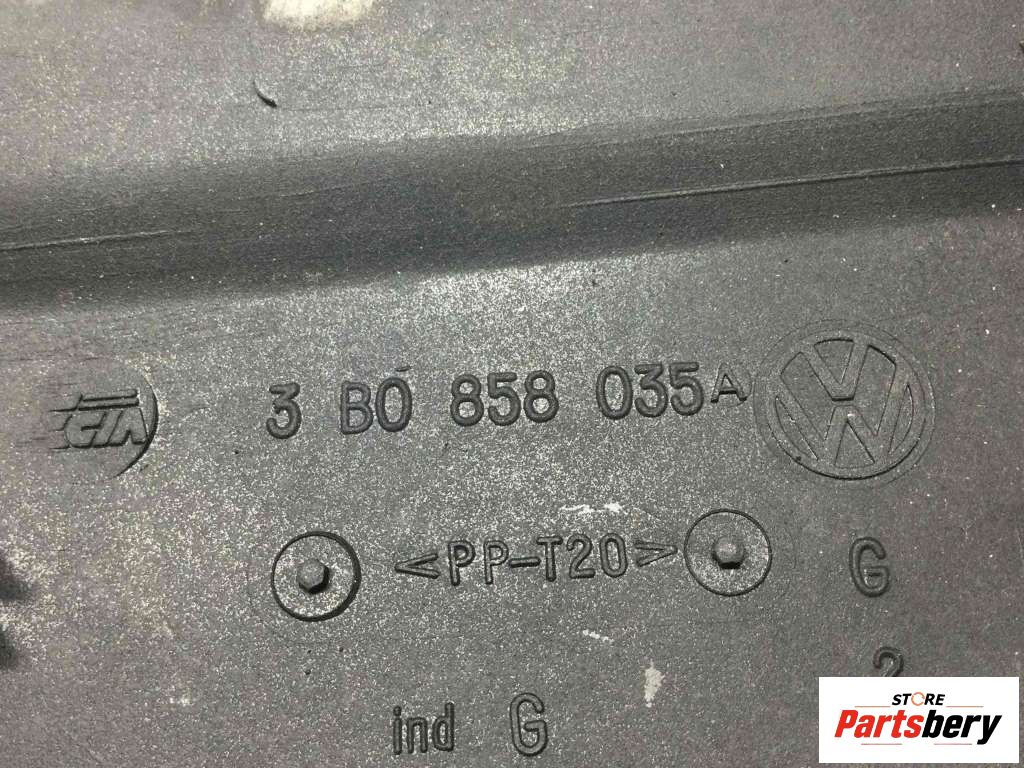 3 B0 858 035A
<PP-T20>
G
2
ind G
STORE
Partsbery